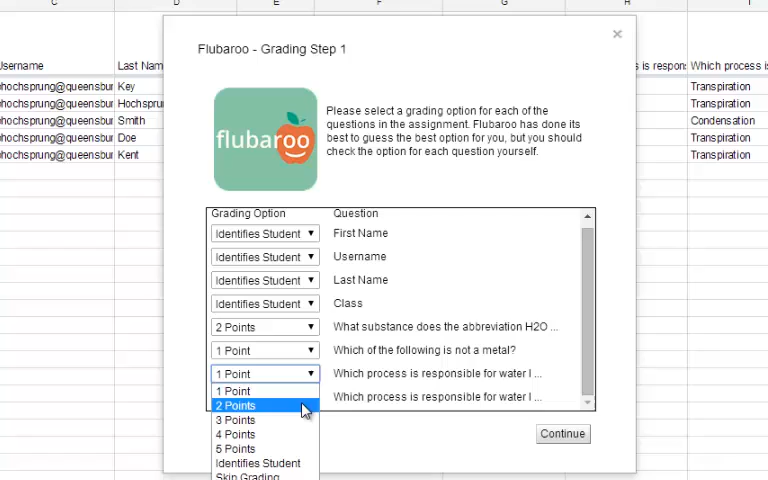 C D E F G H I
Username Last Nam s is respons Which process is
hochsprung@queensbur Key Transpiration
hochsprung@queensbur Hochsprun Transpiration
hochsprung@queensbur Smith Condensation
hochsprung@queensbur Doe Transpiration
hochsprung@queensbur Kent Transpiration
Flubaroo - Grading Step 1
×
flubaroo
Please select a grading option for each of the
questions in the assignment. Flubaroo has done its
best to guess the best option for you, but you should
check the option for each question yourself.
Grading Option Question
Identifies Student First Name
Identifies Student Username
Identifies Student Last Name
Identifies Student Class
2 Points What substance does the abbreviation H2O ...
1 Point Which of the following is not a metal?
1 Point Which process is responsible for water l ...
Which process is responsible for water l ...
1 Point
2 Points
3 Points
4 Points
5 Points
Identifies Student
Skip Grading
Continue